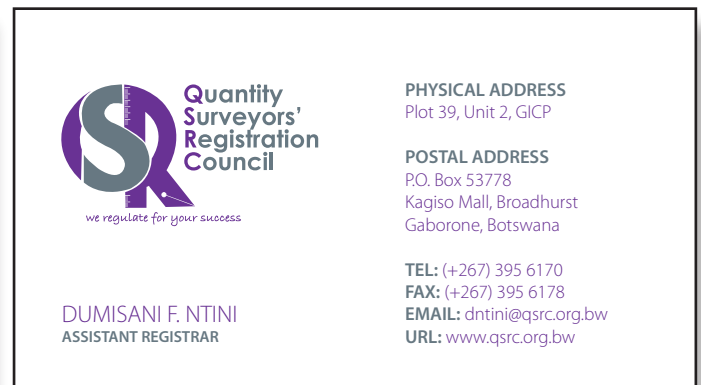 Quantity
Surveyors'
Registration
Council
we regulate for your success
DUMISANI F. NTINI
ASSISTANT REGISTRAR
PHYSICAL ADDRESS
Plot 39, Unit 2, GICP
POSTAL ADDRESS
P.O. Box 53778
Kagiso Mall, Broadhurst
Gaborone, Botswana
TEL: (+267) 395 6170
FAX: (+267) 395 6178
EMAIL: dntini@qsrc.org.bw
URL: www.qsrc.org.bw